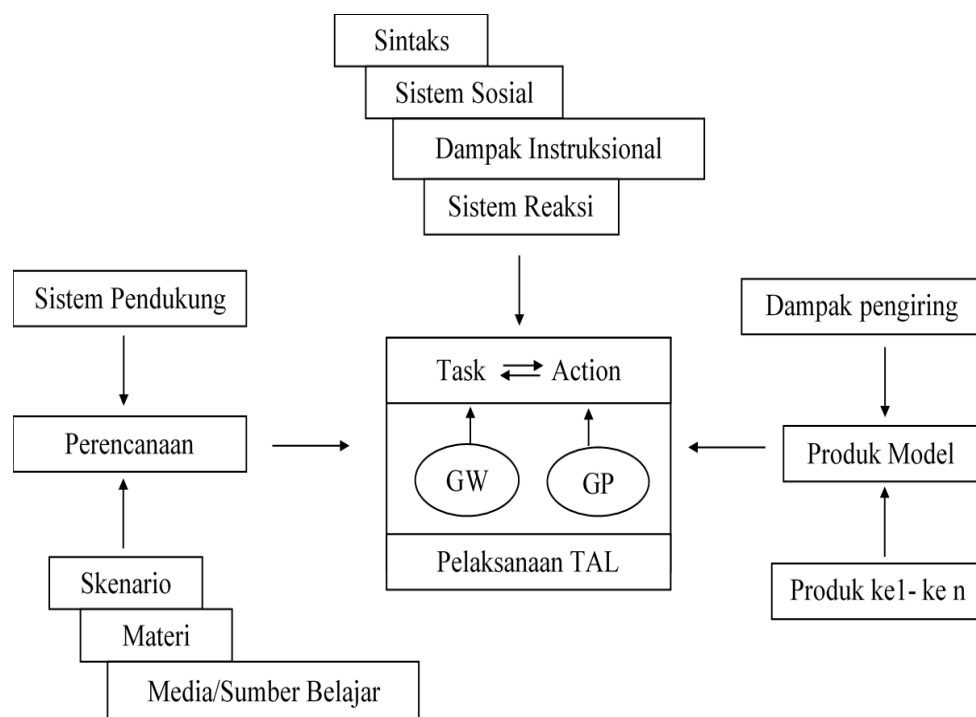 Sintaks
Sistem Sosial
Dampak Instruksional
Sistem Reaksi
Sistem Pendukung
Dampak pengiring
Task Action
Perencanaan
Produk Model
GW GP
Pelaksanaan TAL
Skenario
Produk ke1- ke n
Materi
Media/Sumber Belajar